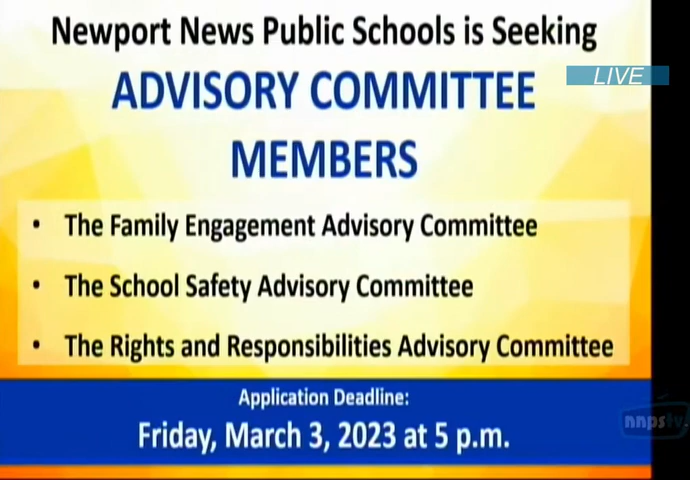 Newport News Public Schools is Seeking
LIVE
ADVISORY COMMITTEE
MEMBERS
• The Family Engagement Advisory Committee
• The School Safety Advisory Committee
• The Rights and Responsibilities Advisory Committee
Application Deadline:
Friday, March 3, 2023 at 5 p.m.
nnpstv.